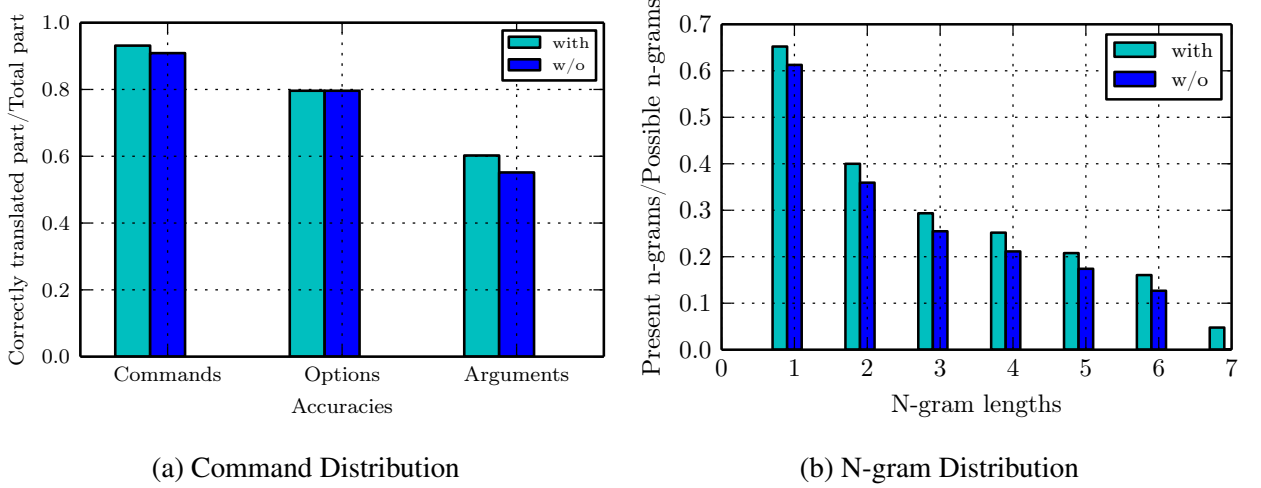 Correctly translated part/Total part
1.0
0.8
0.6
0.4
0.2
0.0
with
w/o
Commands Options Arguments
Accuracies
(a) Command Distribution
Present n-grams/Possible n-grams
0.7
0.6
0.5
0.4
0.3
0.2
0.1
0.0
with
w/o
0 1 2 3 4 5 6 7
N-gram lengths
(b) N-gram Distribution